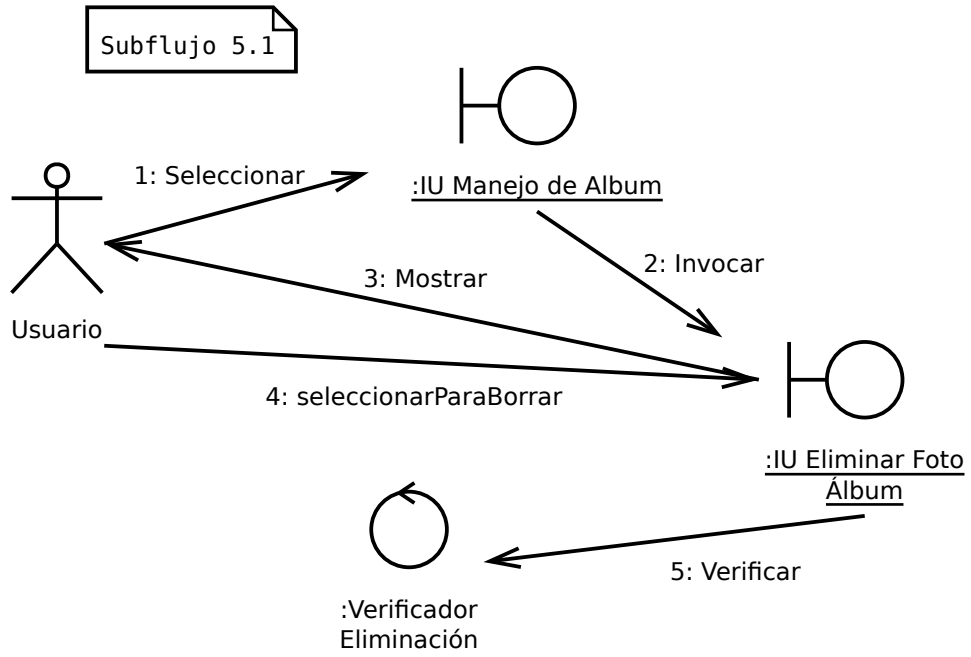 Subflujo 5.1
1: Seleccionar
:IU Manejo de Album
2: Invocar
3: Mostrar
Usuario
4: seleccionarParaBorrar
:IU Eliminar Foto
Álbum
5: Verificar
:Verificador
Eliminación